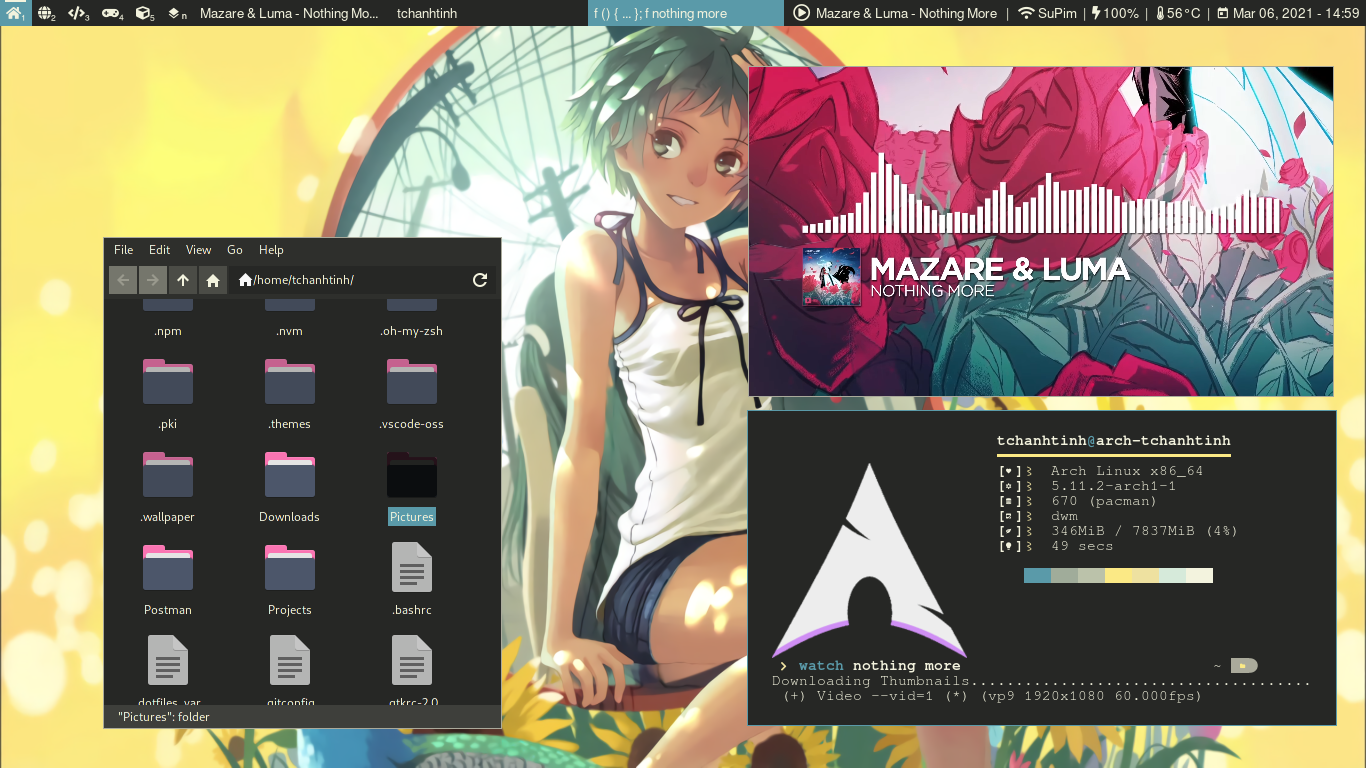 1 2 3 4 5 n Mazare & Luma - Nothing Mo... tchanhtinh f () { ... }; f nothing more Mazare & Luma - Nothing More | SuPim | 100% | 56°C | Mar 06, 2021 - 14:59
File Edit View Go Help
/home/tchanhtinh/
.npm .nvm .oh-my-zsh
.pki .themes .vscode-oss
.wallpaper Downloads Pictures
Postman Projects .bashrc
dotfiles_var .gitconfig .gtkrc-2.0
"Pictures": folder
MAZARE & LUMA
NOTHING MORE
tchanhtinh@arch-tchanhtinh
Arch Linux x86_64
5.11.2-arch1-1
670 (pacman)
dwm
346MiB / 7837MiB (4%)
49 secs
> watch nothing more ~
Downloading Thumbnails......................................
(+) Video --vid=1 (*) (vp9 1920x1080 60.000fps)